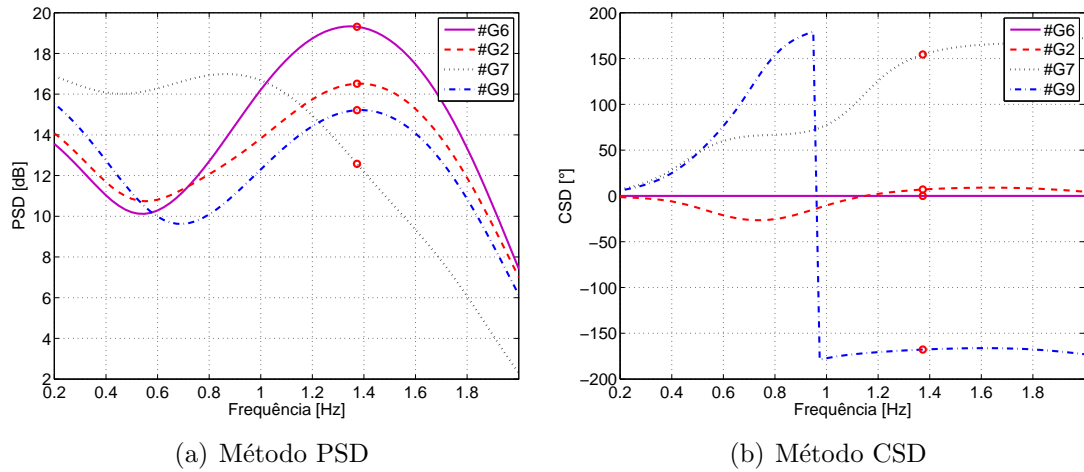 20
18
16
14
12
10
8
6
4
2
PSD [dB]
0.2 0.4 0.6 0.8 1 1.2 1.4 1.6 1.8
Frequência [Hz]
#G6
#G2
#G7
#G9
(a) Método PSD
200
150
100
50
0
−50
−100
−150
−200
CSD [°]
0.2 0.4 0.6 0.8 1 1.2 1.4 1.6 1.8
Frequência [Hz]
#G6
#G2
#G7
#G9
(b) Método CSD